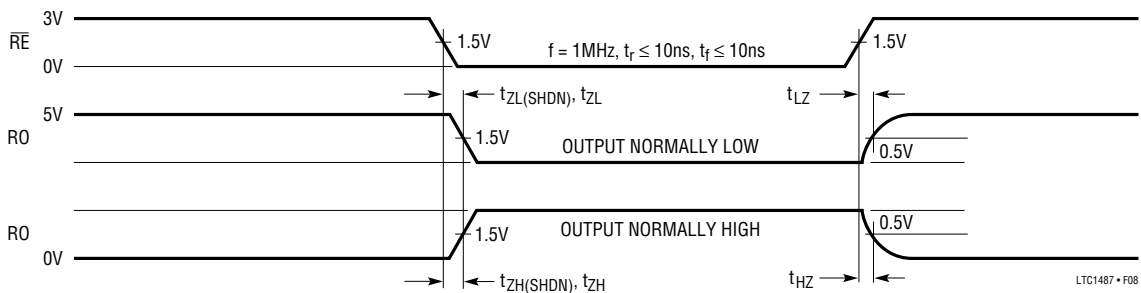 3V
RE
1.5V
f = 1MHz, tr ≤ 10ns, tf ≤ 10ns
1.5V
0V
tZL(SHDN), tZL
tLZ
5V
RO
1.5V
OUTPUT NORMALLY LOW
0.5V
RO
1.5V
OUTPUT NORMALLY HIGH
0.5V
0V
tZH(SHDN), tZH
tHZ
LTC1487 • F08